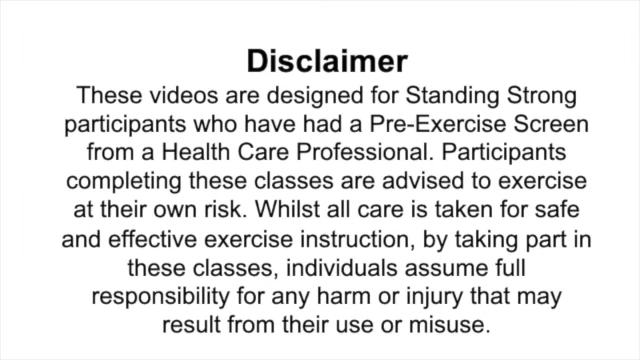 Disclaimer
These videos are designed for Standing Strong
participants who have had a Pre-Exercise Screen
from a Health Care Professional. Participants
completing these classes are advised to exercise
at their own risk. Whilst all care is taken for safe
and effective exercise instruction, by taking part in
these classes, individuals assume full
responsibility for any harm or injury that may
result from their use or misuse.